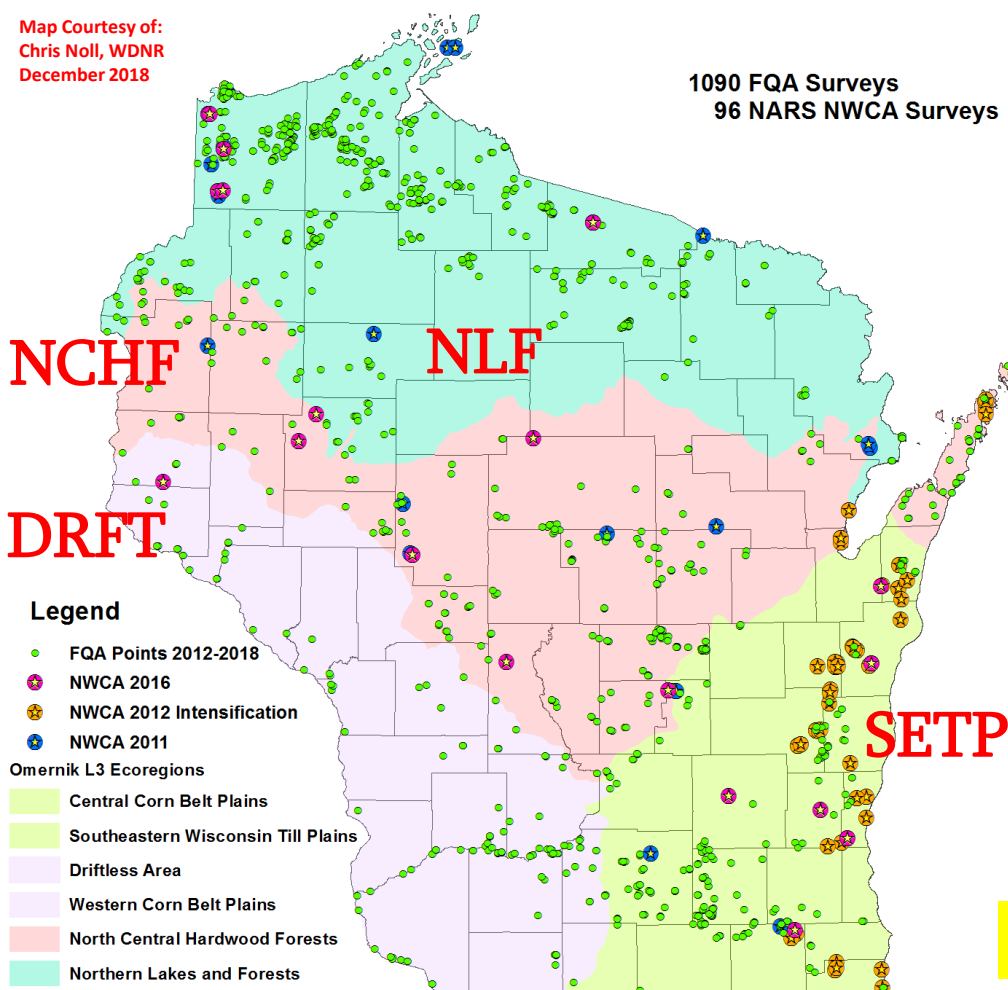 Map Courtesy of:
Chris Noll, WDNR
December 2018
1090 FQA Surveys
96 NARS NWCA Surveys
NCHF
NLF
DRFT
SETP
Legend
FQA Points 2012-2018
NWCA 2016
NWCA 2012 Intensification
NWCA 2011
Omernik L3 Ecoregions
Central Corn Belt Plains
Southeastern Wisconsin Till Plains
Driftless Area
Western Corn Belt Plains
North Central Hardwood Forests
Northern Lakes and Forests